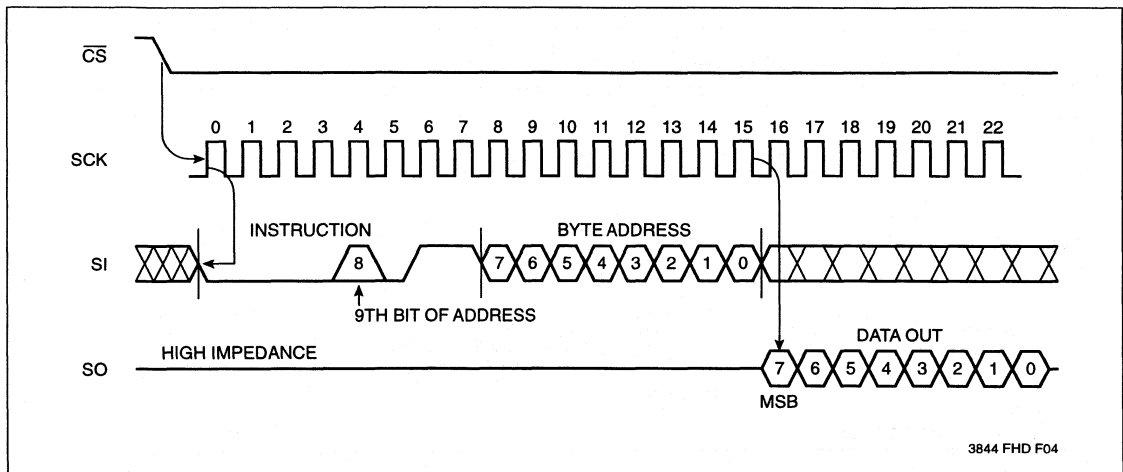 CS
0 1 2 3 4 5 6 7 8 9 10 11 12 13 14 15 16 17 18 19 20 21 22
SCK
INSTRUCTION
BYTE ADDRESS
SI
8
7 6 5 4 3 2 1 0
9TH BIT OF ADDRESS
HIGH IMPEDANCE
DATA OUT
SO
7 6 5 4 3 2 1 0
MSB
3844 FHD F04